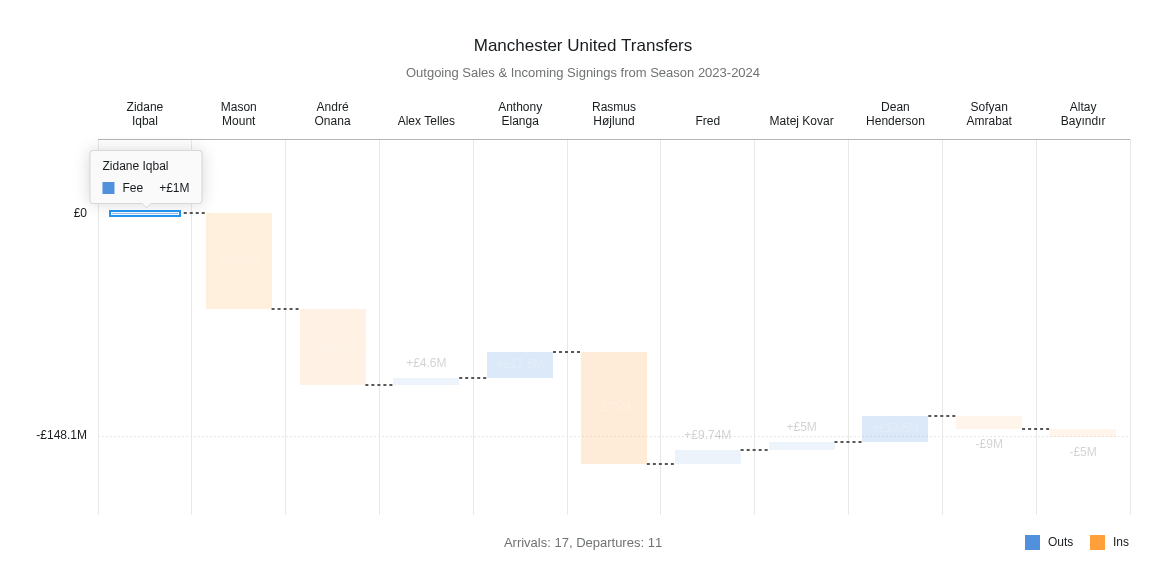 Manchester United Transfers
Outgoing Sales & Incoming Signings from Season 2023-2024
Zidane
Iqbal
Mason
Mount
André
Onana
Alex Telles
Anthony
Elanga
Rasmus
Højlund
Fred
Matej Kovar
Dean
Henderson
Sofyan
Amrabat
Altay
Bayındır
Zidane Iqbal
Fee +£1M
£0
+£4.6M
+£9.74M
+£5M
-£9M
-£5M
-£148.1M
Arrivals: 17, Departures: 11
Outs
Ins